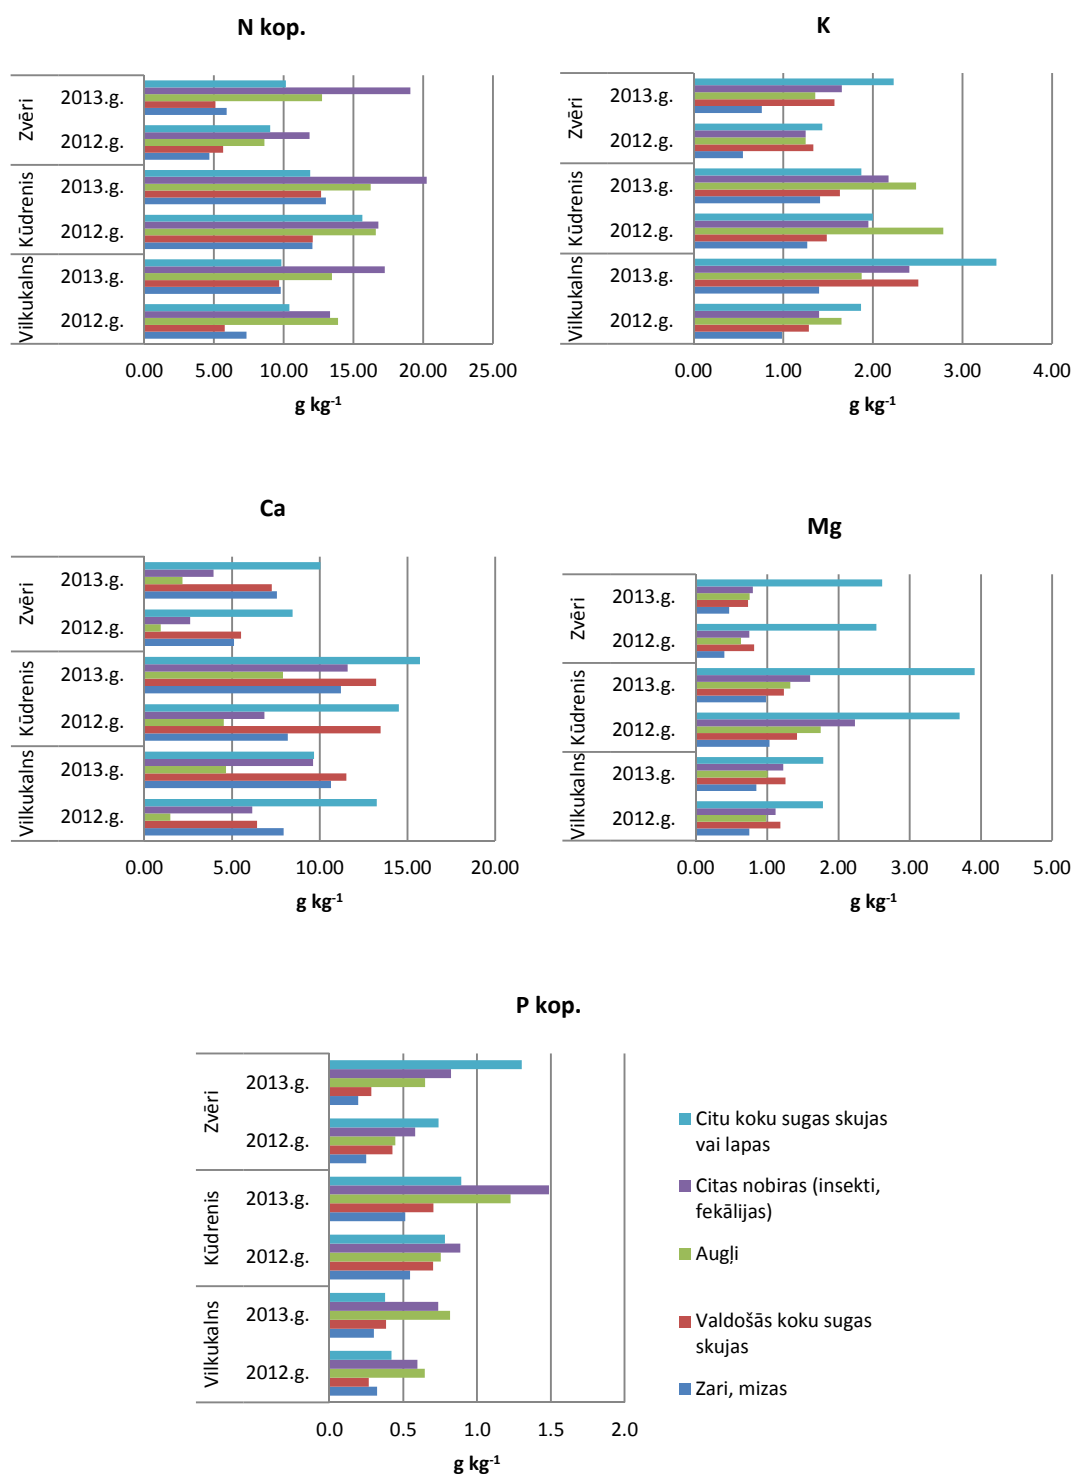 N kop.
Zvēri
2013.g.
2012.g.
Kūdrenis
2013.g.
2012.g.
Vilkukalns
2013.g.
2012.g.
0.00 5.00 10.00 15.00 20.00 25.00
g kg-1
K
Zvēri
2013.g.
2012.g.
Kūdrenis
2013.g.
2012.g.
Vilkukalns
2013.g.
2012.g.
0.00 1.00 2.00 3.00 4.00
g kg-1
Ca
Zvēri
2013.g.
2012.g.
Kūdrenis
2013.g.
2012.g.
Vilkukalns
2013.g.
2012.g.
0.00 5.00 10.00 15.00 20.00
g kg-1
Mg
Zvēri
2013.g.
2012.g.
Kūdrenis
2013.g.
2012.g.
Vilkukalns
2013.g.
2012.g.
0.00 1.00 2.00 3.00 4.00 5.00
g kg-1
P kop.
Zvēri
2013.g.
2012.g.
Kūdrenis
2013.g.
2012.g.
Vilkukalns
2013.g.
2012.g.
0.0 0.5 1.0 1.5 2.0
g kg-1
Citu koku sugas skujas
vai lapas
Citas nobiras (insekti,
fekālijas)
Augļi
Valdošās koku sugas
skujas
Zari, mizas